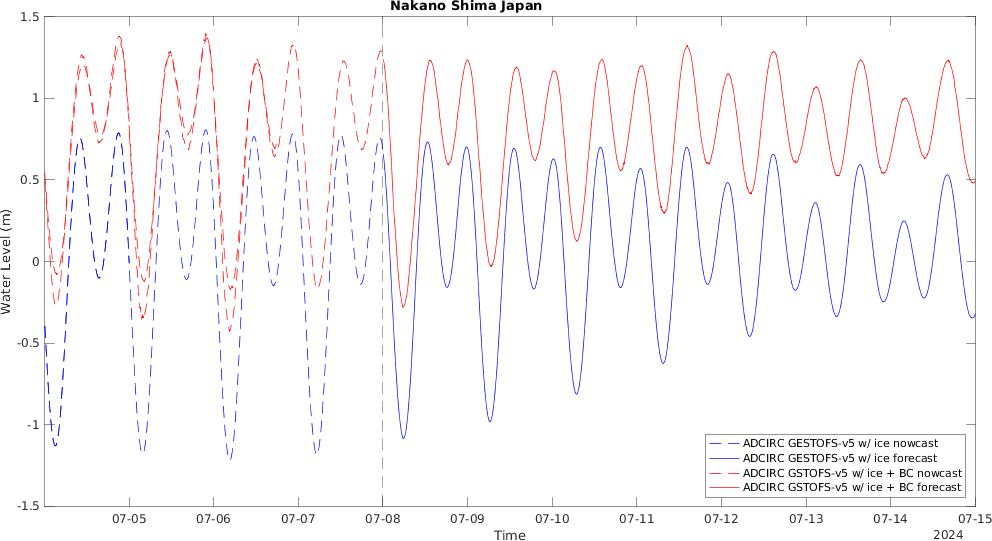 Nakano Shima Japan
1.5
1
0.5
0
-0.5
-1
-1.5
Water Level (m)
07-05 07-06 07-07 07-08 07-09 07-10 07-11 07-12 07-13 07-14 07-15
Time
2024
ADCIRC GESTOFS-v5 w/ ice nowcast
ADCIRC GESTOFS-v5 w/ ice forecast
ADCIRC GSTOFS-v5 w/ ice + BC nowcast
ADCIRC GSTOFS-v5 w/ ice + BC forecast